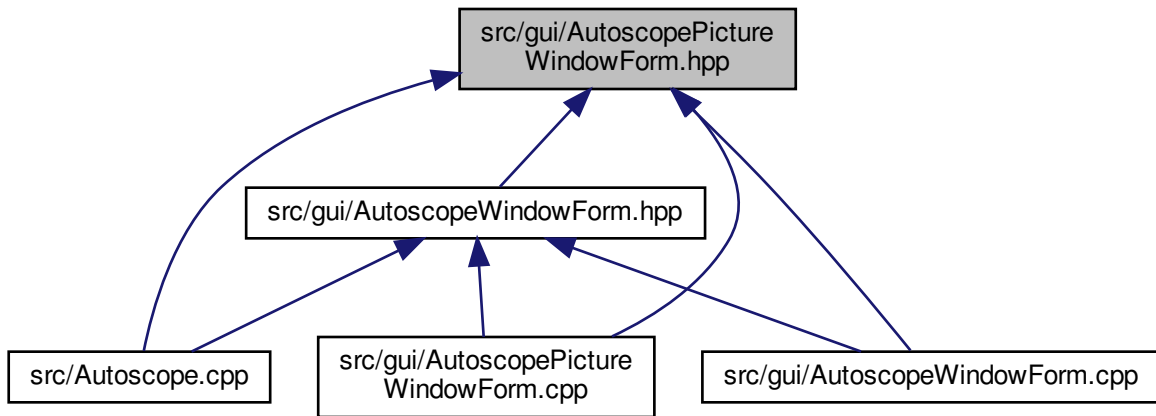 src/gui/AutoscopePicture
WindowForm.hpp
src/gui/AutoscopeWindowForm.hpp
src/Autoscope.cpp
src/gui/AutoscopePicture
WindowForm.cpp
src/gui/AutoscopeWindowForm.cpp